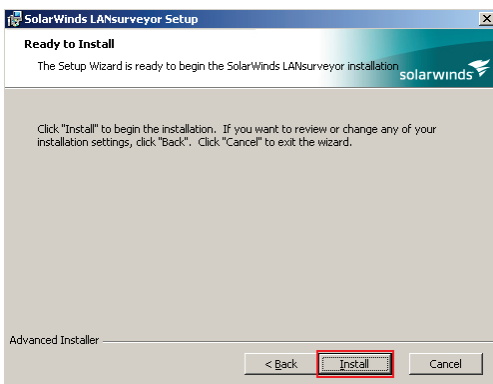 SolarWinds LANsurveyor Setup
Ready to Install
The Setup Wizard is ready to begin the SolarWinds LANsurveyor installation
solarwinds
Click "Install" to begin the installation. If you want to review or change any of your
installation settings, click "Back". Click "Cancel" to exit the wizard.
Advanced Installer
< Back
Install
Cancel